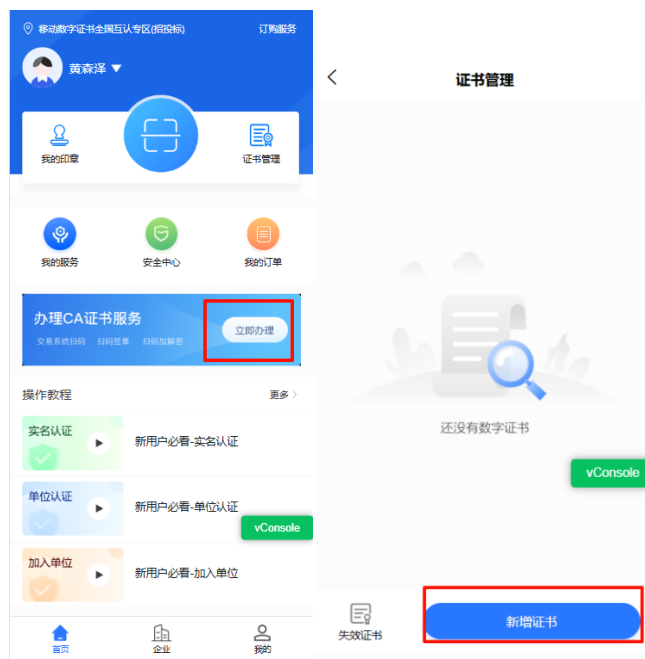 移动数字证书全国互认专区(招投标)
订购服务
黄森泽
我的印章
证书管理
我的服务
安全中心
我的订单
办理CA证书服务
交易系统扫码 扫码签章 扫码加解密
立即办理
操作教程
更多
实名认证
新用户必看-实名认证
单位认证
新用户必看-单位认证
vConsole
加入单位
新用户必看-加入单位
首页
企业
我的
证书管理
还没有数字证书
vConsole
失效证书
新增证书